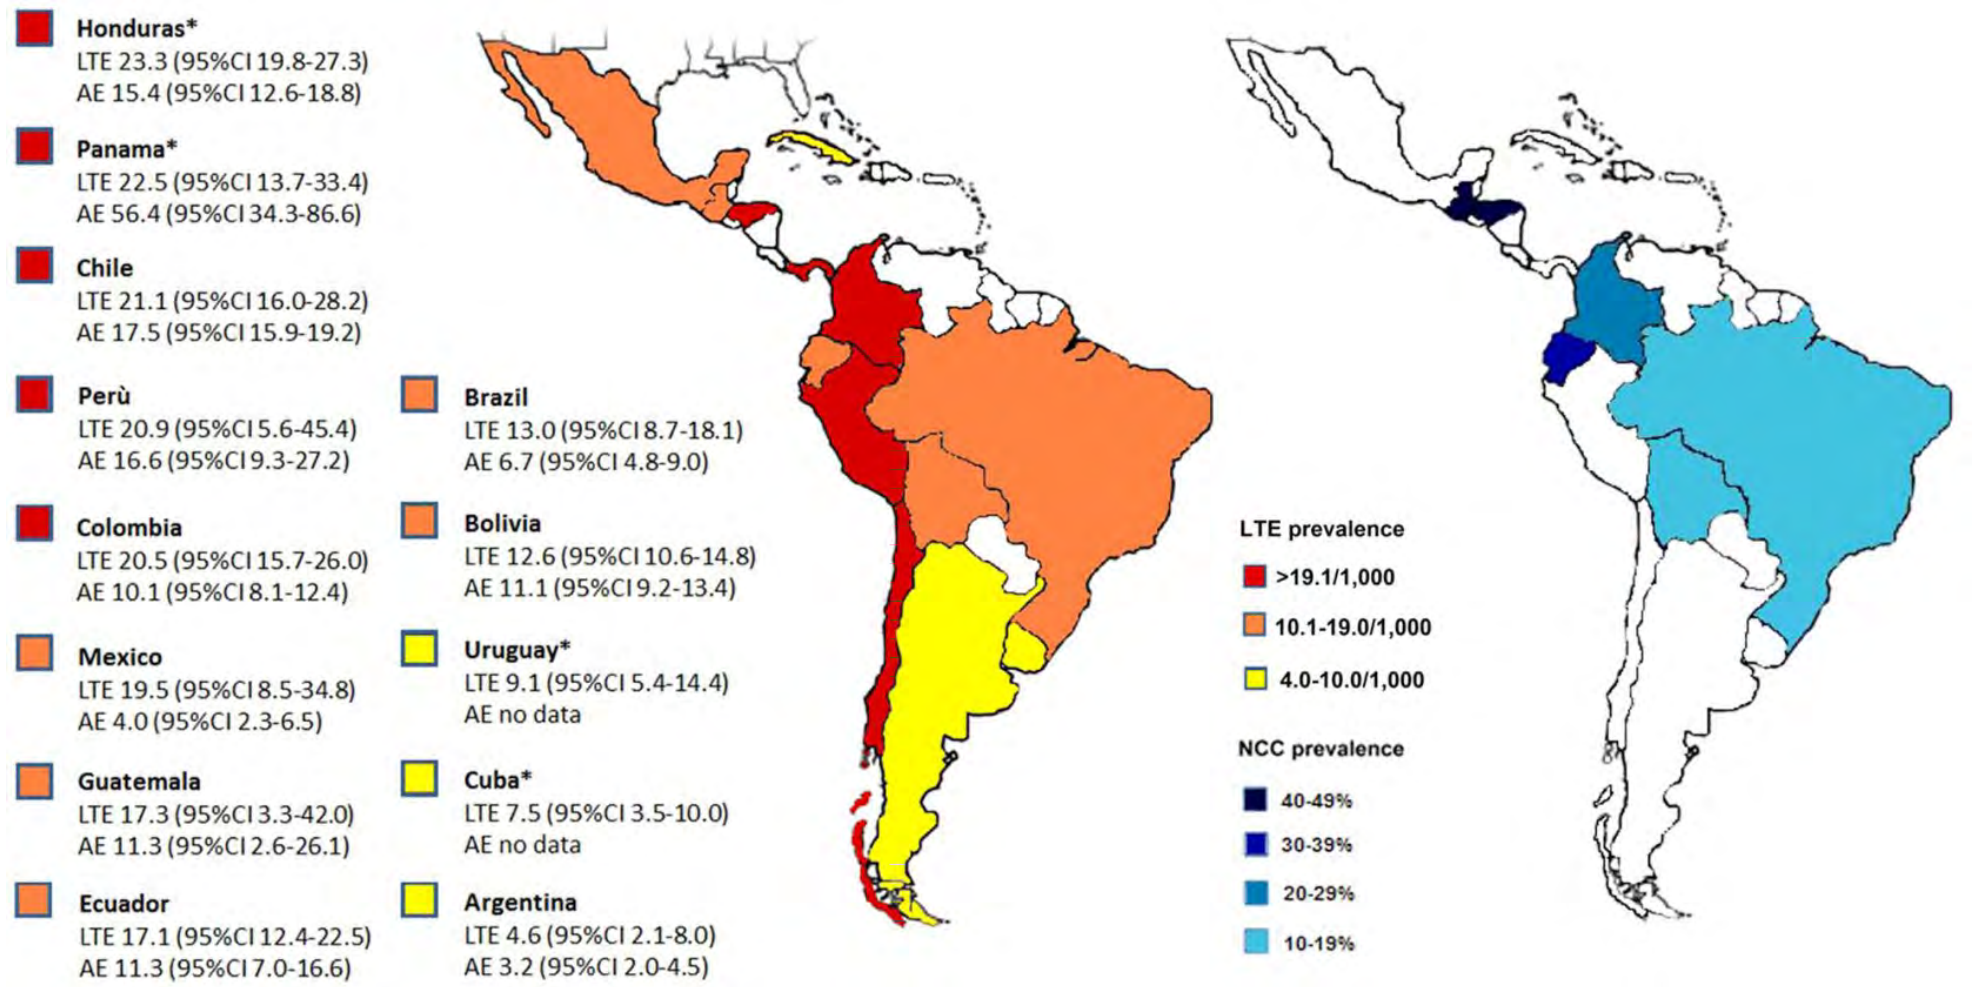 Honduras*
LTE 23.3 (95%CI 19.8-27.3)
AE 15.4 (95%CI 12.6-18.8)
Panama*
LTE 22.5 (95%CI 13.7-33.4)
AE 56.4 (95%CI 34.3-86.6)
Chile
LTE 21.1 (95%CI 16.0-28.2)
AE 17.5 (95%CI 15.9-19.2)
Perù
LTE 20.9 (95%CI 5.6-45.4)
AE 16.6 (95%CI 9.3-27.2)
Colombia
LTE 20.5 (95%CI 15.7-26.0)
AE 10.1 (95%CI 8.1-12.4)
Mexico
LTE 19.5 (95%CI 8.5-34.8)
AE 4.0 (95%CI 2.3-6.5)
Guatemala
LTE 17.3 (95%CI 3.3-42.0)
AE 11.3 (95%CI 2.6-26.1)
Ecuador
LTE 17.1 (95%CI 12.4-22.5)
AE 11.3 (95%CI 7.0-16.6)
Brazil
LTE 13.0 (95%CI 8.7-18.1)
AE 6.7 (95%CI 4.8-9.0)
Bolivia
LTE 12.6 (95%CI 10.6-14.8)
AE 11.1 (95%CI 9.2-13.4)
Uruguay*
LTE 9.1 (95%CI 5.4-14.4)
AE no data
Cuba*
LTE 7.5 (95%CI 3.5-10.0)
AE no data
Argentina
LTE 4.6 (95%CI 2.1-8.0)
AE 3.2 (95%CI 2.0-4.5)
LTE prevalence
>19.1/1,000
10.1-19.0/1,000
4.0-10.0/1,000
NCC prevalence
40-49%
30-39%
20-29%
10-19%